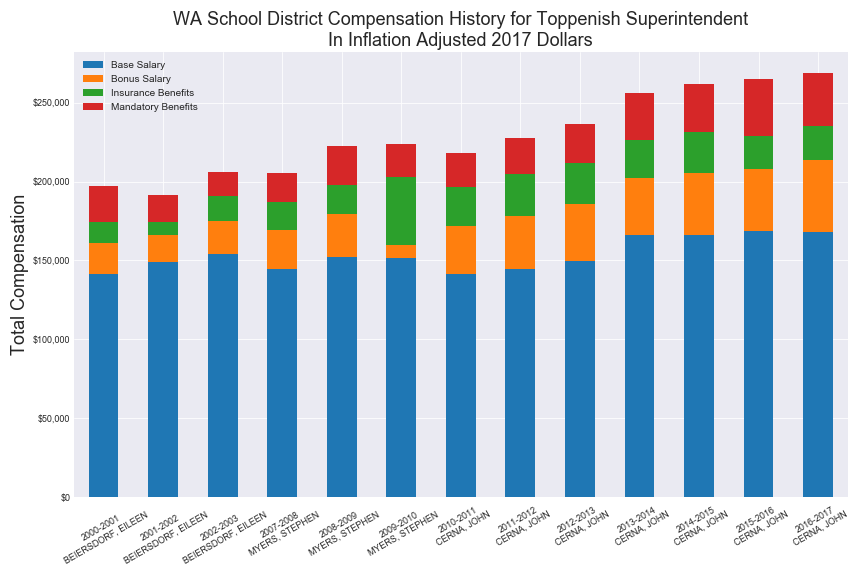 WA School District Compensation History for Toppenish Superintendent
In Inflation Adjusted 2017 Dollars
Base Salary
Bonus Salary
Insurance Benefits
Mandatory Benefits
Total Compensation
$250,000
$200,000
$150,000
$100,000
$50,000
$0
2000-2001
BEIERSDORF, EILEEN
2001-2002
BEIERSDORF, EILEEN
2002-2003
BEIERSDORF, EILEEN
2007-2008
MYERS, STEPHEN
2008-2009
MYERS, STEPHEN
2009-2010
MYERS, STEPHEN
2010-2011
CERNA, JOHN
2011-2012
CERNA, JOHN
2012-2013
CERNA, JOHN
2013-2014
CERNA, JOHN
2014-2015
CERNA, JOHN
2015-2016
CERNA, JOHN
2016-2017
CERNA, JOHN